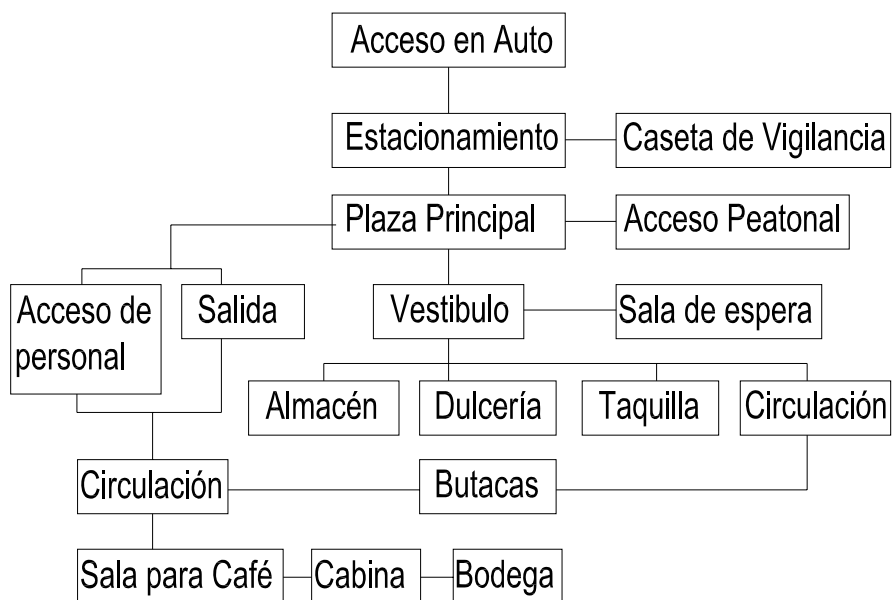 Acceso en Auto
Estacionamiento
Caseta de Vigilancia
Plaza Principal
Acceso Peatonal
Acceso de
personal
Salida
Vestibulo
Sala de espera
Almacén
Dulcería
Taquilla
Circulación
Circulación
Butacas
Sala para Café
Cabina
Bodega